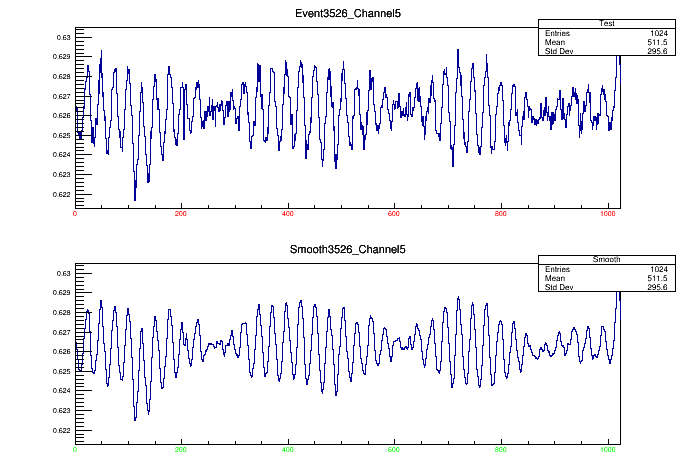 Event3526_Channel5
Test
Entries 1024
Mean 511.5
Std Dev 295.6
0.63
0.629
0.628
0.627
0.626
0.625
0.624
0.623
0.622
0 200 400 600 800 1000
Smooth3526_Channel5
Smooth
Entries 1024
Mean 511.5
Std Dev 295.6
0.63
0.629
0.628
0.627
0.626
0.625
0.624
0.623
0.622
0 200 400 600 800 1000